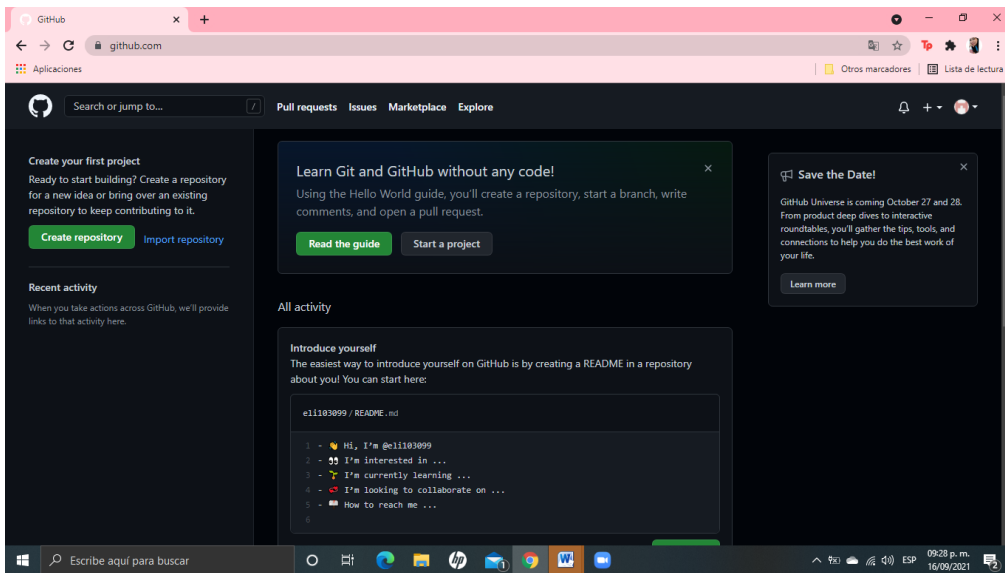 GitHub
github.com
Aplicaciones
Otros marcadores
Lista de lectura
Search or jump to...
/
Pull requests Issues Marketplace Explore
Create your first project
Ready to start building? Create a repository
for a new idea or bring over an existing
repository to keep contributing to it.
Create repository
Import repository
Recent activity
When you take actions across GitHub, we'll provide
links to that activity here.
Learn Git and GitHub without any code!
Using the Hello World guide, you'll create a repository, start a branch, write
comments, and open a pull request.
Read the guide
Start a project
All activity
Introduce yourself
The easiest way to introduce yourself on GitHub is by creating a README in a repository
about you! You can start here:
eli103099 / README.md
1 - 👋 Hi, I'm @eli103099
2 - 👀 I'm interested in ...
3 - 🌱 I'm currently learning ...
4 - 💞️ I'm looking to collaborate on ...
5 - 📫 How to reach me ...
6
Save the Date!
GitHub Universe is coming October 27 and 28.
From product deep dives to interactive
roundtables, you'll gather the tips, tools, and
connections to help you do the best work of
your life.
Learn more
Escribe aquí para buscar
ESP
09:28 p. m.
16/09/2021